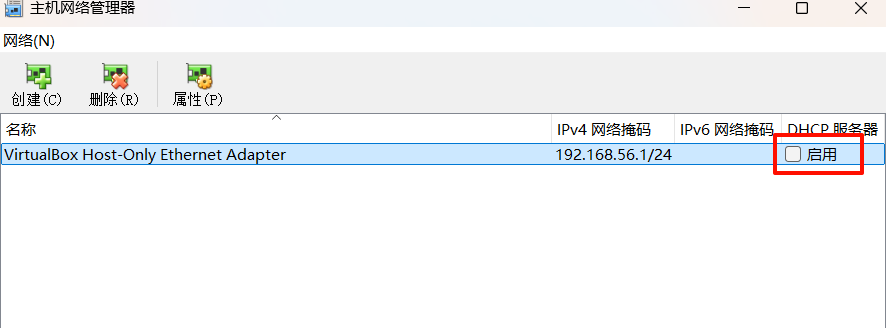 主机网络管理器
网络(N)
创建(C) 删除(R) 属性(P)
名称 IPv4 网络掩码 IPv6 网络掩码 DHCP 服务器
VirtualBox Host-Only Ethernet Adapter 192.168.56.1/24 启用